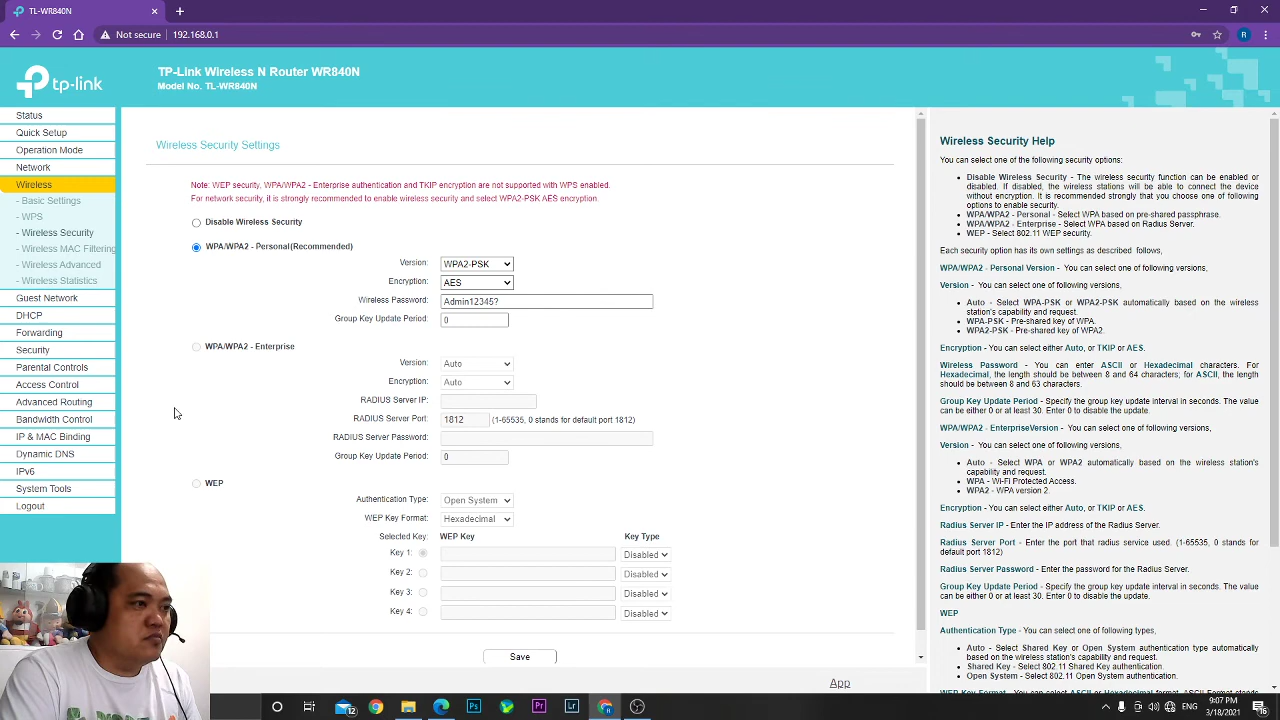 TL-WR840N
Not secure
192.168.0.1
R
tp-link
TP-Link Wireless N Router WR840N
Model No. TL-WR840N
Status
Quick Setup
Operation Mode
Network
Wireless
- Basic Settings
- WPS
- Wireless Security
- Wireless MAC Filtering
- Wireless Advanced
- Wireless Statistics
Guest Network
DHCP
Forwarding
Security
Parental Controls
Access Control
Advanced Routing
Bandwidth Control
IP & MAC Binding
Dynamic DNS
IPv6
System Tools
Logout
Wireless Security Settings
Note: WEP security, WPA/WPA2 - Enterprise authentication and TKIP encryption are not supported with WPS enabled.
For network security, it is strongly recommended to enable wireless security and select WPA2-PSK AES encryption.
Disable Wireless Security
WPA/WPA2 - Personal(Recommended)
Version: WPA2-PSK
Encryption: AES
Wireless Password: Admin12345?
Group Key Update Period: 0
WPA/WPA2 - Enterprise
Version: Auto
Encryption: Auto
RADIUS Server IP:
RADIUS Server Port: 1812 (1-65535, 0 stands for default port 1812)
RADIUS Server Password:
Group Key Update Period: 0
WEP
Authentication Type: Open System
WEP Key Format: Hexadecimal
Selected Key: WEP Key Key Type
Key 1: Disabled
Key 2: Disabled
Key 3: Disabled
Key 4: Disabled
Save
App
Wireless Security Help
You can select one of the following security options:
Disable Wireless Security - The wireless security function can be enabled or
disabled. If disabled, the wireless stations will be able to connect the device
without encryption. It is recommended strongly that you choose one of following
options to enable security.
WPA/WPA2 - Personal - Select WPA based on pre-shared passphrase.
WPA/WPA2 - Enterprise - Select WPA based on Radius Server.
WEP - Select 802.11 WEP security.
Each security option has its own settings as described follows,
WPA/WPA2 - Personal Version - You can select one of following versions,
Version - You can select one of following versions,
Auto - Select WPA-PSK or WPA2-PSK automatically based on the wireless
station's capability and request.
WPA-PSK - Pre-shared key of WPA.
WPA2-PSK - Pre-shared key of WPA2.
Encryption - You can select either Auto, or TKIP or AES.
Wireless Password - You can enter ASCII or Hexadecimal characters. For
Hexadecimal, the length should be between 8 and 64 characters; for ASCII, the length
should be between 8 and 63 characters.
Group Key Update Period - Specify the group key update interval in seconds. The value
can be either 0 or at least 30. Enter 0 to disable the update.
WPA/WPA2 - EnterpriseVersion - You can select one of following versions,
Version - You can select one of following versions,
Auto - Select WPA or WPA2 automatically based on the wireless station's
capability and request.
WPA - Wi-Fi Protected Access.
WPA2 - WPA version 2.
Encryption - You can select either Auto, or TKIP or AES.
Radius Server IP - Enter the IP address of the Radius Server.
Radius Server Port - Enter the port that radius service used. (1-65535, 0 stands for
default port 1812)
Radius Server Password - Enter the password for the Radius Server.
Group Key Update Period - Specify the group key update interval in seconds. The value
can be either 0 or at least 30. Enter 0 to disable the update.
WEP
Authentication Type - You can select one of following types,
Auto - Select Shared Key or Open System authentication type automatically
based on the wireless station's capability and request.
Shared Key - Select 802.11 Shared Key authentication.
Open System - Select 802.11 Open System authentication.
12
Ps
Pr
Lr
9:07 PM
3/18/2021